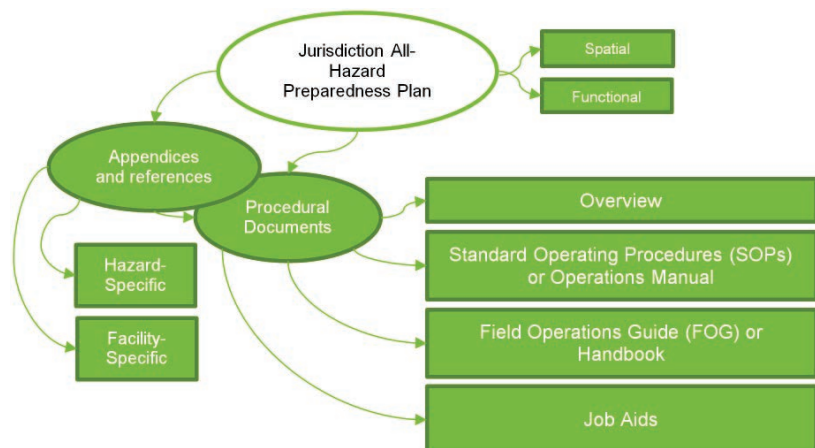 Jurisdiction All-
Hazard
Preparedness Plan
Spatial
Functional
Appendices
and references
Procedural
Documents
Overview
Standard Operating Procedures (SOPs)
or Operations Manual
Hazard-
Specific
Facility-
Specific
Field Operations Guide (FOG) or
Handbook
Job Aids